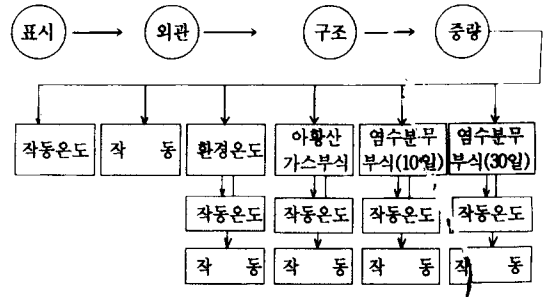 표시 외관 구조 중량
작동온도 작 동 환경온도 아황산 염수분무 염수분무
가스부식 부식(10일) 부식(30일)
작동온도 작동온도 작동온도 작동온도
작 동 작 동 작 동 작 동